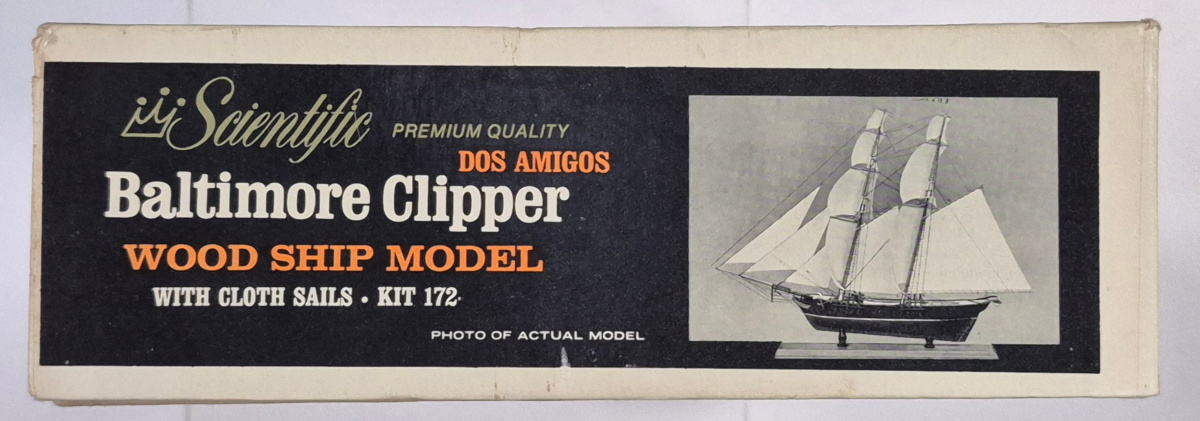 Scientific PREMIUM QUALITY
DOS AMIGOS
Baltimore Clipper
WOOD SHIP MODEL
WITH CLOTH SAILS • KIT 172
PHOTO OF ACTUAL MODEL